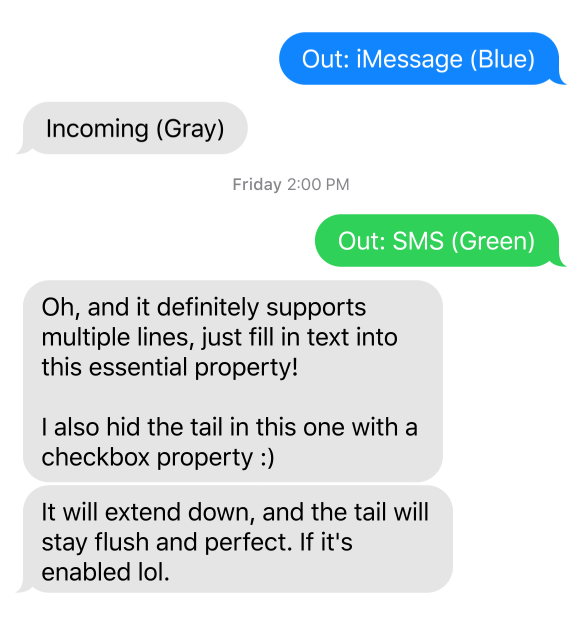 Out: iMessage (Blue)
Incoming (Gray)
Friday 2:00 PM
Out: SMS (Green)
Oh, and it definitely supports
multiple lines, just fill in text into
this essential property!
I also hid the tail in this one with a
checkbox property :)
It will extend down, and the tail will
stay flush and perfect. If it's
enabled lol.